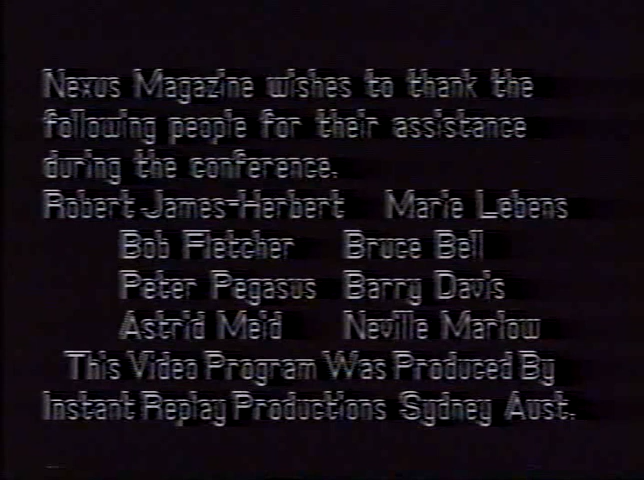 Nexus Magazine wishes to thank the
following people for their assistance
during the conference.
Robert James-Herbert Marie Lebens
Bob Fletcher Bruce Bell
Peter Pegasus Barry Davis
Astrid Meid Neville Marlow
This Video Program Was Produced By
Instant Replay Productions Sydney Aust.